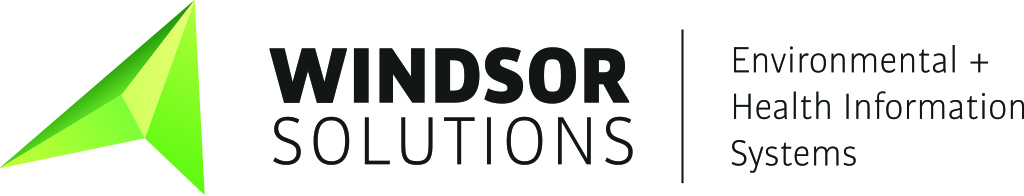 WINDSOR
SOLUTIONS
Environmental +
Health Information
Systems